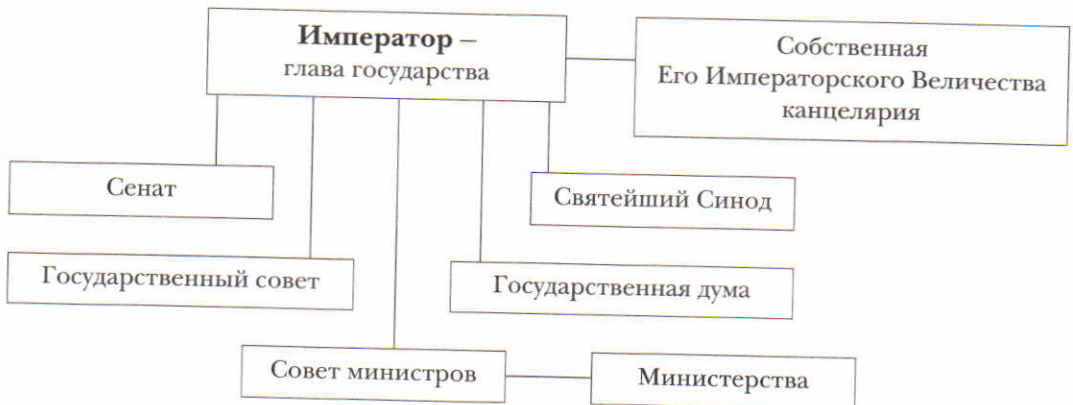 Император –
глава государства
Собственная
Его Императорского Величества
канцелярия
Сенат
Святейший Синод
Государственный совет
Государственная дума
Совет министров
Министерства